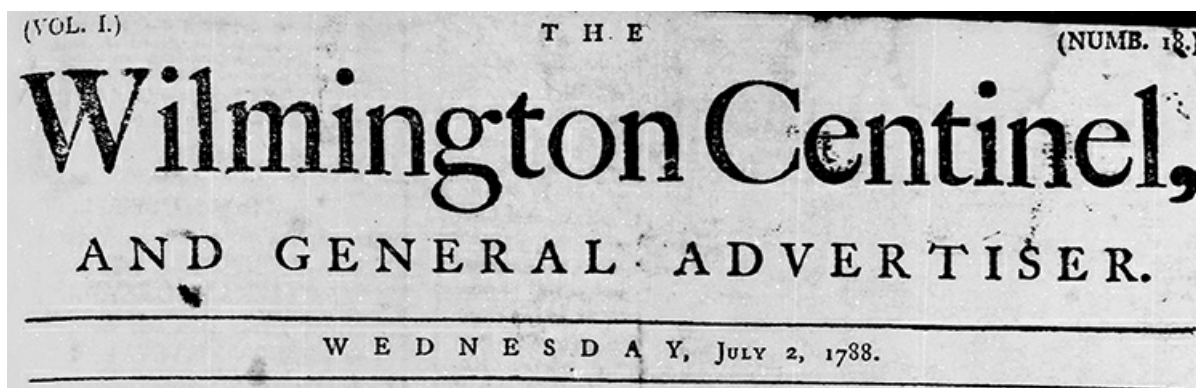 (VOL. I.)
THE
(NUMB. 18.)
Wilmington Centinel,
AND GENERAL ADVERTISER.
WEDNESDAY, JULY 2, 1788.